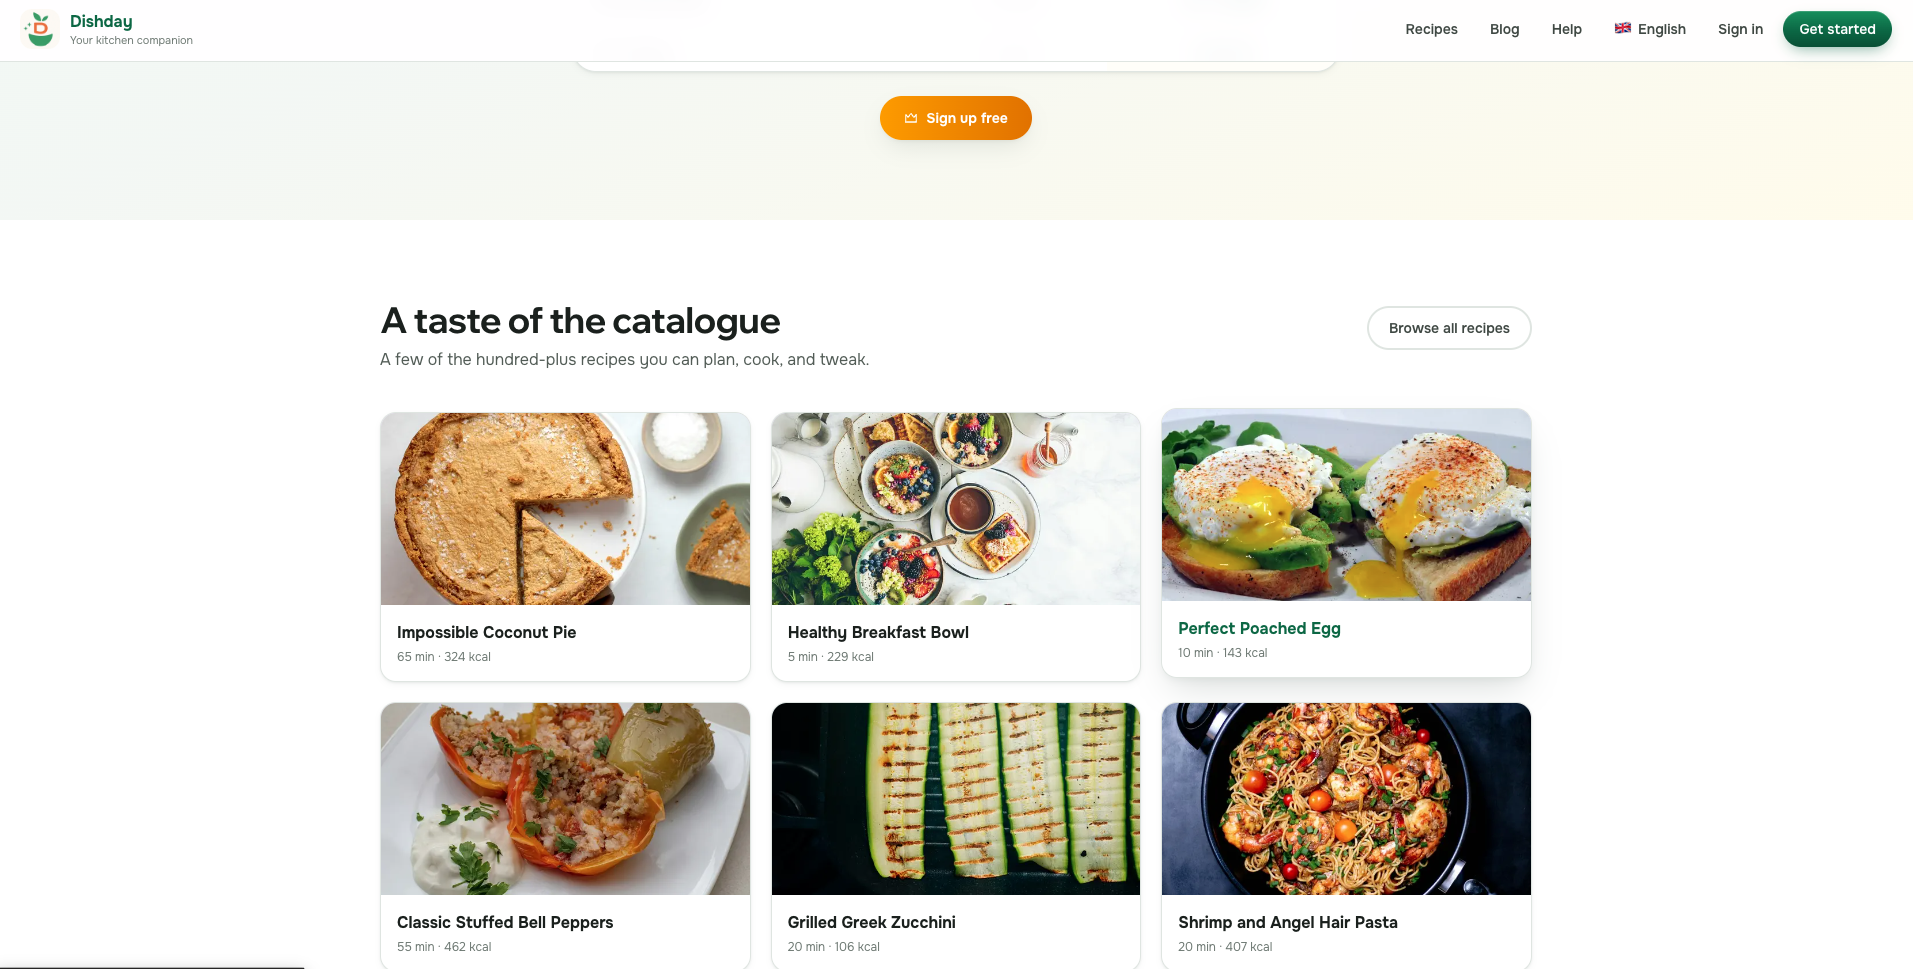 Dishday
Your kitchen companion
Recipes
Blog
Help
English
Sign in
Get started
Sign up free
A taste of the catalogue
A few of the hundred-plus recipes you can plan, cook, and tweak.
Browse all recipes
Impossible Coconut Pie
65 min · 324 kcal
Healthy Breakfast Bowl
5 min · 229 kcal
Perfect Poached Egg
10 min · 143 kcal
Classic Stuffed Bell Peppers
55 min · 462 kcal
Grilled Greek Zucchini
20 min · 106 kcal
Shrimp and Angel Hair Pasta
20 min · 407 kcal